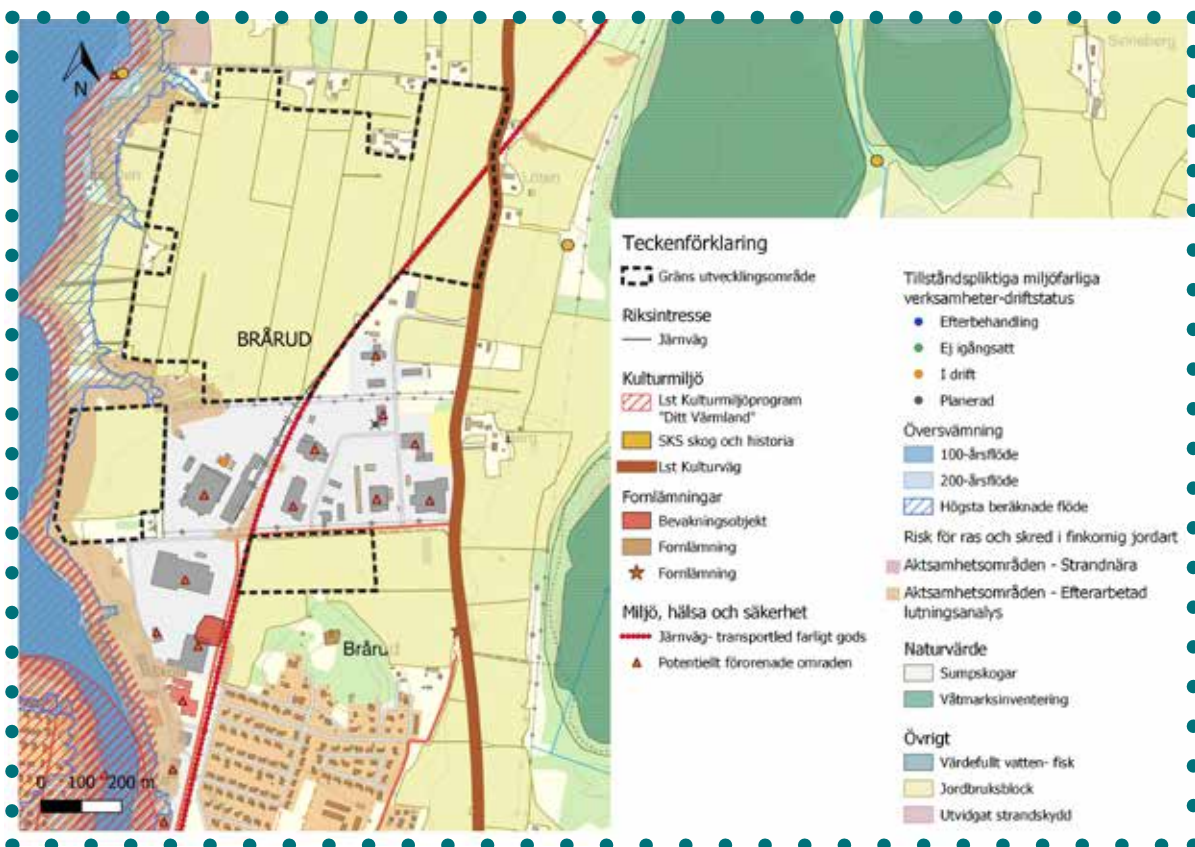 N
Löten
BRÅRUD
Brårud
0 100 200 m
Teckenförklaring
Gräns utvecklingsområde
Riksintresse
Järnväg
Kulturmiljö
Lst Kulturmiljöprogram
"Ditt Värmland"
SKS skog och historia
Lst Kulturväg
Fornlämningar
Bevakningsobjekt
Fornlämning
Fornlämning
Miljö, hälsa och säkerhet
Järnväg- transportled farligt gods
Potentiellt förorenade områden
Tillståndspliktiga miljöfarliga
verksamheter-driftstatus
Efterbehandling
Ej igångsatt
I drift
Planerad
Översvämning
100-årsflöde
200-årsflöde
Högsta beräknade flöde
Risk för ras och skred i finkornig jordart
Aktsamhetsområden - Strandnära
Aktsamhetsområden - Efterarbetad
lutningsanalys
Naturvärde
Sumpskogar
Våtmarksinventering
Övrigt
Värdefullt vatten- fisk
Jordbruksblock
Utvidgat strandskydd